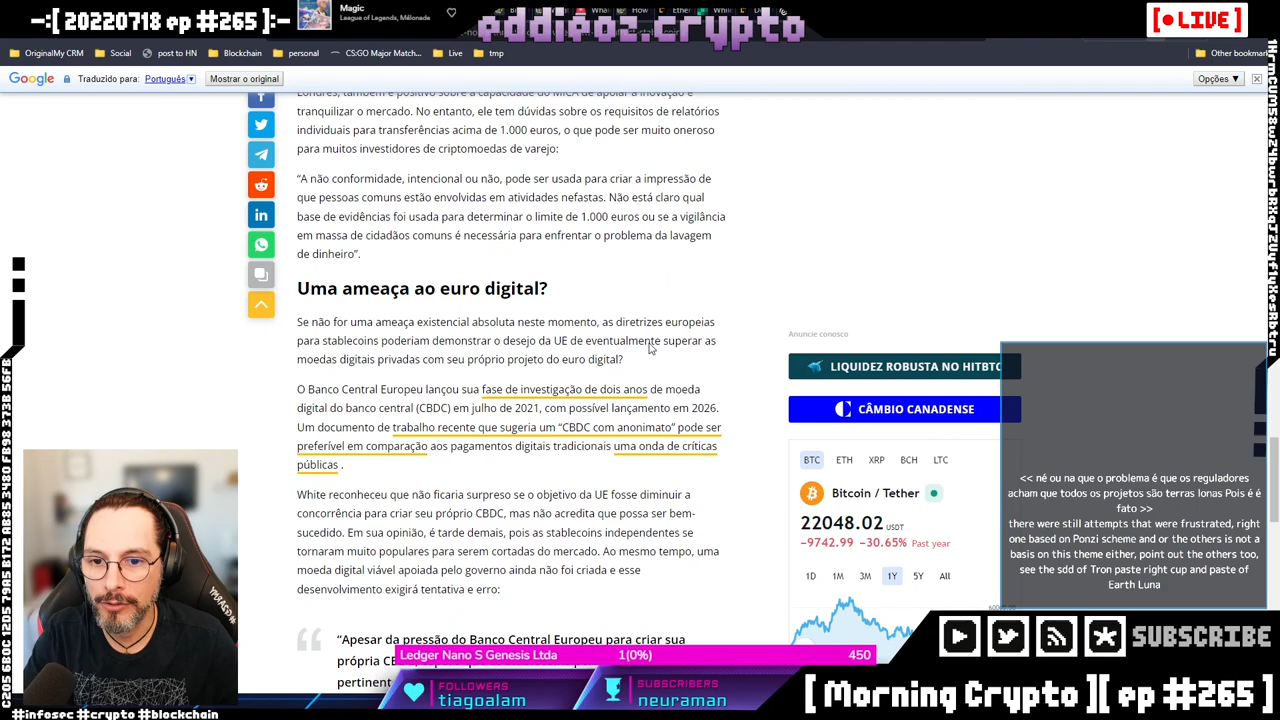 -:[ 20220718 ep #265 ]:-
Magic
League of Legends, Mélonade
odditoz.crypto
[●LIVE]
OriginalMy CRM
Social
post to HN
Blockchain
personal
CS:GO Major Match...
Live
tmp
Other bookmark
Google
Traduzido para: Português
Mostrar o original
Opções ▼
Londres, também é positivo sobre a capacidade do MiCA de apoiar a inovação e
tranquilizar o mercado. No entanto, ele tem dúvidas sobre os requisitos de relatórios
individuais para transferências acima de 1.000 euros, o que pode ser muito oneroso
para muitos investidores de criptomoedas de varejo:
“A não conformidade, intencional ou não, pode ser usada para criar a impressão de
que pessoas comuns estão envolvidas em atividades nefastas. Não está claro qual
base de evidências foi usada para determinar o limite de 1.000 euros ou se a vigilância
em massa de cidadãos comuns é necessária para enfrentar o problema da lavagem
de dinheiro”.
Uma ameaça ao euro digital?
Se não for uma ameaça existencial absoluta neste momento, as diretrizes europeias
para stablecoins poderiam demonstrar o desejo da UE de eventualmente superar as
moedas digitais privadas com seu próprio projeto do euro digital?
O Banco Central Europeu lançou sua fase de investigação de dois anos de moeda
digital do banco central (CBDC) em julho de 2021, com possível lançamento em 2026.
Um documento de trabalho recente que sugeria um “CBDC com anonimato” pode ser
preferível em comparação aos pagamentos digitais tradicionais uma onda de críticas
públicas .
White reconheceu que não ficaria surpreso se o objetivo da UE fosse diminuir a
concorrência para criar seu próprio CBDC, mas não acredita que possa ser bem-
sucedido. Em sua opinião, é tarde demais, pois as stablecoins independentes se
tornaram muito populares para serem cortadas do mercado. Ao mesmo tempo, uma
moeda digital viável apoiada pelo governo ainda não foi criada e esse
desenvolvimento exigirá tentativa e erro:
“Apesar da pressão do Banco Central Europeu para criar sua
própria CB
pertinent
Anuncie conosco
LIQUIDEZ ROBUSTA NO HITBTC
CÂMBIO CANADENSE
BTC ETH XRP BCH LTC
Bitcoin / Tether
22048.02 USDT
−9742.99 −30.65% Past year
1D 1M 3M 1Y 5Y All
<< né ou na que o problema é que os reguladores
acham que todos os projetos são terras lonas Pois é é
fato >>
there were still attempts that were frustrated, right
one based on Ponzi scheme and or the others is not a
basis on this theme either, point out the others too,
see the sdd of Tron paste right cup and paste of
Earth Luna
Ledger Nano S Genesis Ltda 1(0%) 450
FOLLOWERS
tiagoalam
SUBSCRIBERS
neuraman
SUBSCRIBE
[ Morning Crypto ][ ep #265 ]
#infosec #crypto #blockchain